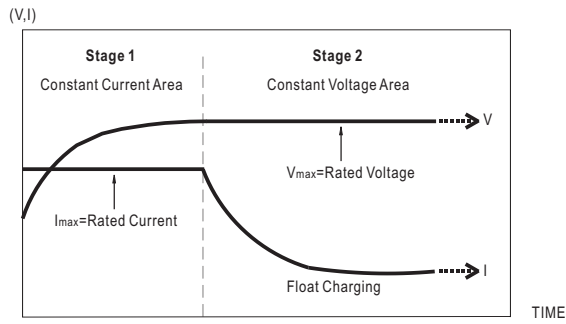 (V,I)
Stage 1
Stage 2
Constant Current Area
Constant Voltage Area
V
Vmax=Rated Voltage
Imax=Rated Current
I
Float Charging
TIME